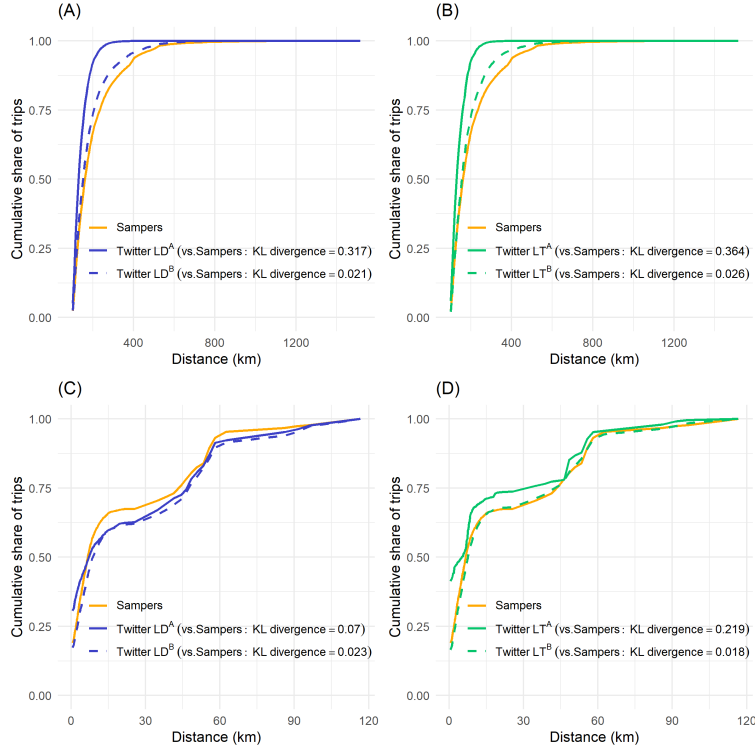 (A)
Cumulative share of trips
1.00
0.75
0.50
0.25
0.00
Sampers
Twitter LD^A (vs.Sampers: KL divergence = 0.317)
Twitter LD^B (vs.Sampers: KL divergence = 0.021)
400
800
1200
Distance (km)
(B)
Cumulative share of trips
1.00
0.75
0.50
0.25
0.00
Sampers
Twitter LT^A (vs.Sampers: KL divergence = 0.364)
Twitter LT^B (vs.Sampers: KL divergence = 0.026)
400
800
1200
Distance (km)
(C)
Cumulative share of trips
1.00
0.75
0.50
0.25
0.00
Sampers
Twitter LD^A (vs.Sampers: KL divergence = 0.07)
Twitter LD^B (vs.Sampers: KL divergence = 0.023)
0
30
60
90
120
Distance (km)
(D)
Cumulative share of trips
1.00
0.75
0.50
0.25
0.00
Sampers
Twitter LT^A (vs.Sampers: KL divergence = 0.219)
Twitter LT^B (vs.Sampers: KL divergence = 0.018)
0
30
60
90
120
Distance (km)